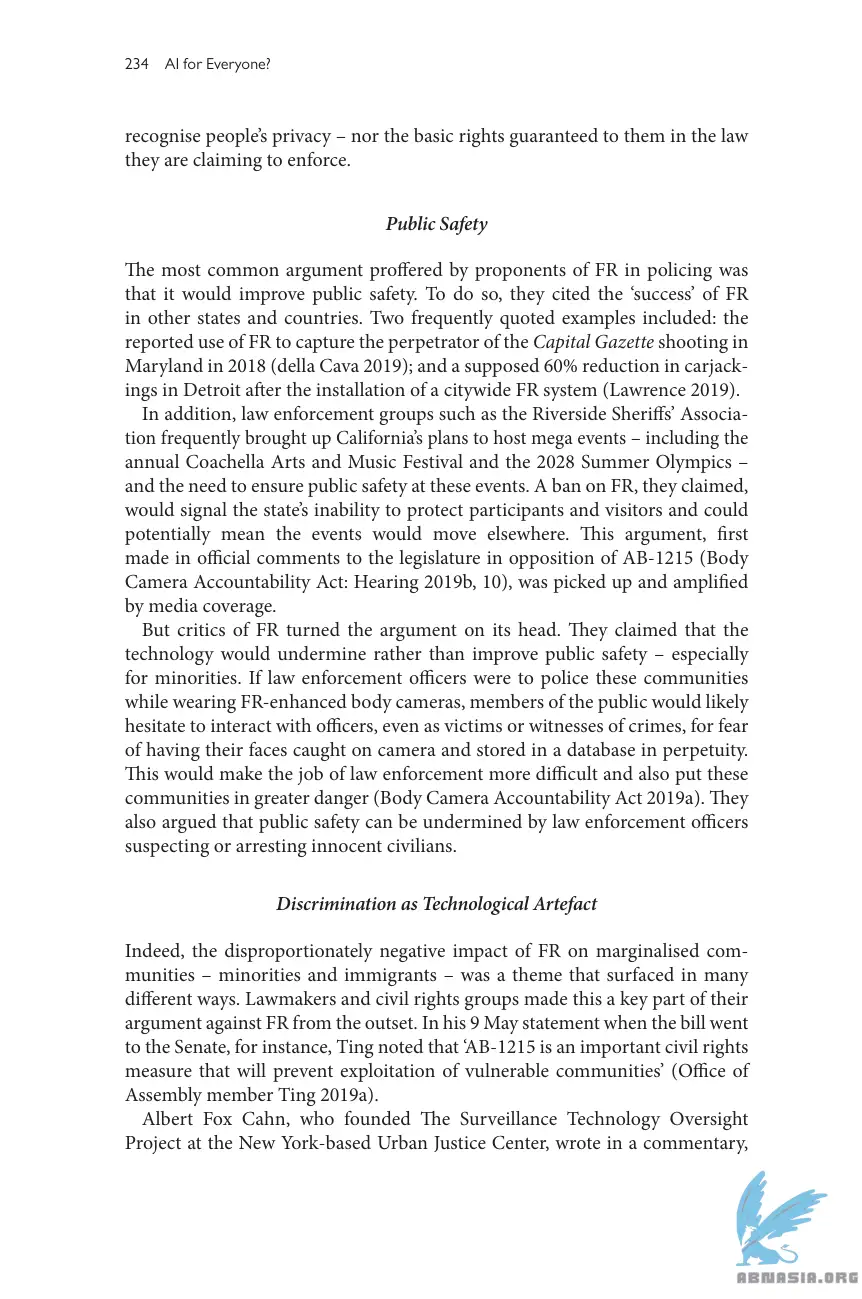 234 AI for Everyone?
recognise people's privacy – nor the basic rights guaranteed to them in the law
they are claiming to enforce.
Public Safety
The most common argument proffered by proponents of FR in policing was
that it would improve public safety. To do so, they cited the 'success' of FR
in other states and countries. Two frequently quoted examples included: the
reported use of FR to capture the perpetrator of the Capital Gazette shooting in
Maryland in 2018 (della Cava 2019); and a supposed 60% reduction in carjack-
ings in Detroit after the installation of a citywide FR system (Lawrence 2019).
In addition, law enforcement groups such as the Riverside Sheriffs' Associa-
tion frequently brought up California's plans to host mega events – including the
annual Coachella Arts and Music Festival and the 2028 Summer Olympics –
and the need to ensure public safety at these events. A ban on FR, they claimed,
would signal the state's inability to protect participants and visitors and could
potentially mean the events would move elsewhere. This argument, first
made in official comments to the legislature in opposition of AB-1215 (Body
Camera Accountability Act: Hearing 2019b, 10), was picked up and amplified
by media coverage.
But critics of FR turned the argument on its head. They claimed that the
technology would undermine rather than improve public safety – especially
for minorities. If law enforcement officers were to police these communities
while wearing FR-enhanced body cameras, members of the public would likely
hesitate to interact with officers, even as victims or witnesses of crimes, for fear
of having their faces caught on camera and stored in a database in perpetuity.
This would make the job of law enforcement more difficult and also put these
communities in greater danger (Body Camera Accountability Act 2019a). They
also argued that public safety can be undermined by law enforcement officers
suspecting or arresting innocent civilians.
Discrimination as Technological Artefact
Indeed, the disproportionately negative impact of FR on marginalised com-
munities – minorities and immigrants – was a theme that surfaced in many
different ways. Lawmakers and civil rights groups made this a key part of their
argument against FR from the outset. In his 9 May statement when the bill went
to the Senate, for instance, Ting noted that 'AB-1215 is an important civil rights
measure that will prevent exploitation of vulnerable communities' (Office of
Assembly member Ting 2019a).
Albert Fox Cahn, who founded The Surveillance Technology Oversight
Project at the New York-based Urban Justice Center, wrote in a commentary,
ABNASIA.ORG